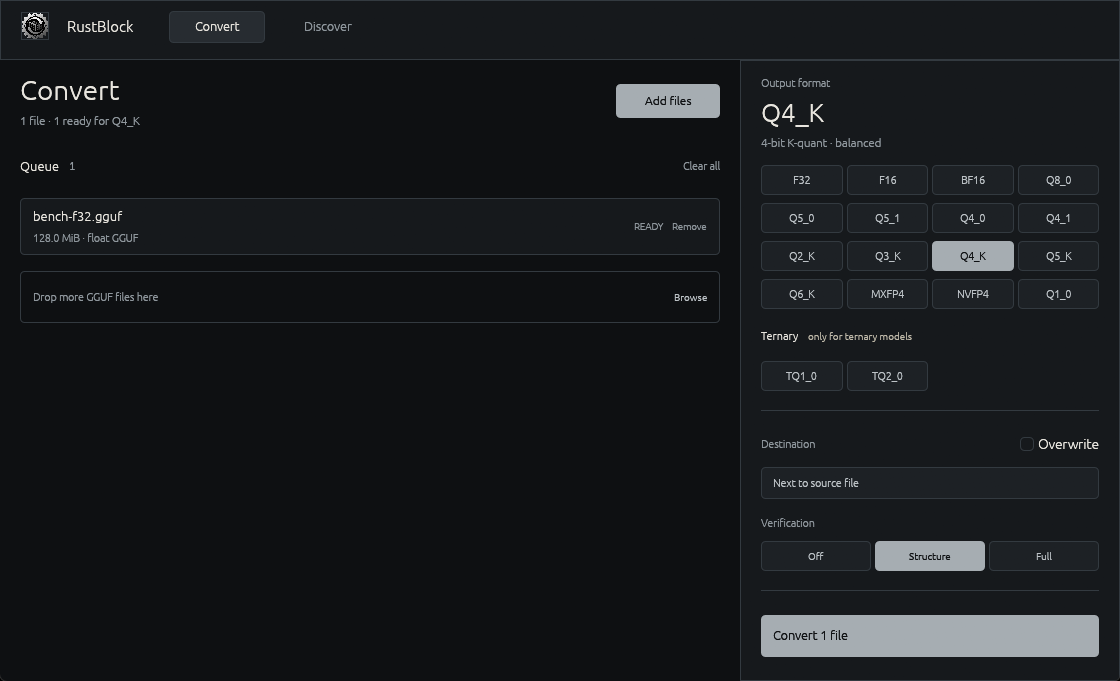 RustBlock Convert Discover
Convert
Add files
1 file · 1 ready for Q4_K
Queue 1 Clear all
bench-f32.gguf
128.0 MiB · float GGUF
READY Remove
Drop more GGUF files here Browse
Output format
Q4_K
4-bit K-quant · balanced
F32 F16 BF16 Q8_0
Q5_0 Q5_1 Q4_0 Q4_1
Q2_K Q3_K Q4_K Q5_K
Q6_K MXFP4 NVFP4 Q1_0
Ternary only for ternary models
TQ1_0 TQ2_0
Destination Overwrite
Next to source file
Verification
Off Structure Full
Convert 1 file